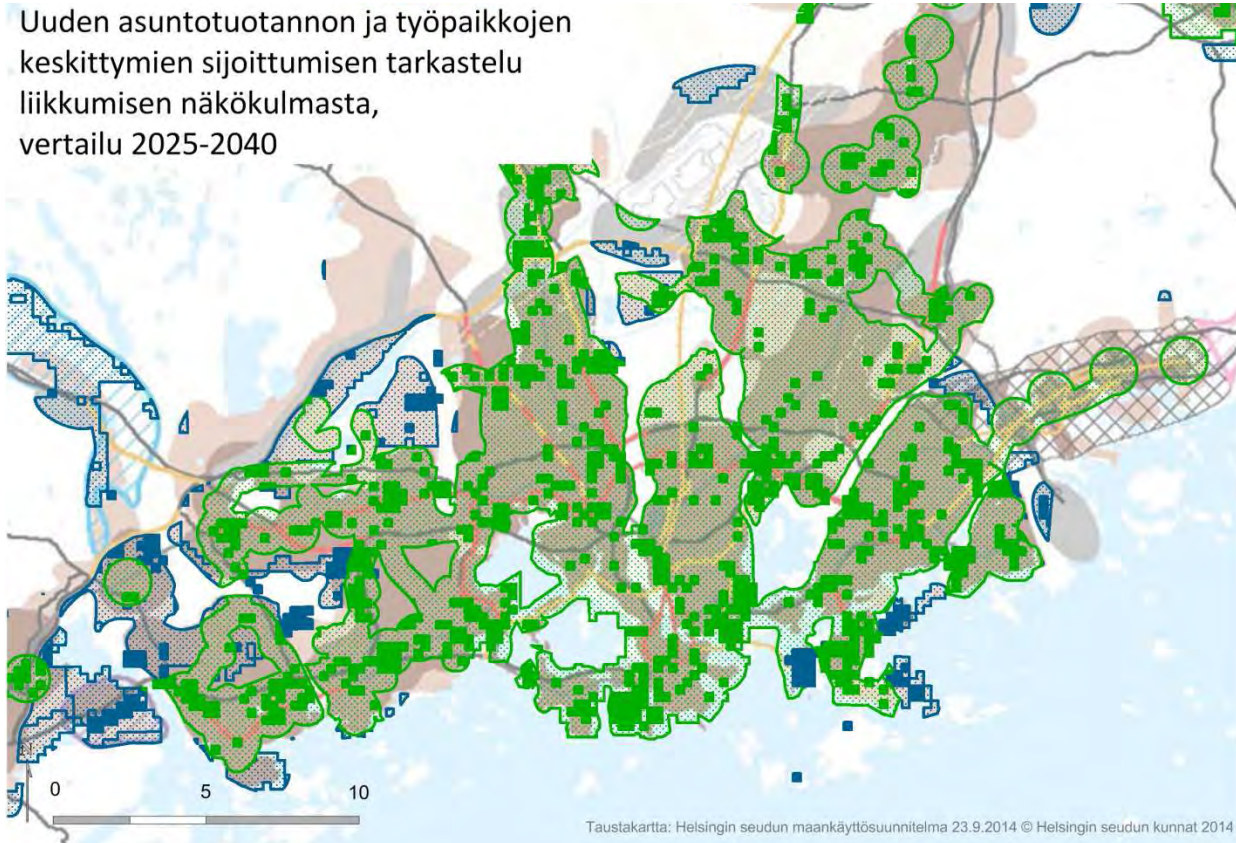 Uuden asuntotuotannon ja työpaikkojen
keskittymien sijoittumisen tarkastelu
liikkumisen näkökulmasta,
vertailu 2025-2040
0 5 10
Taustakartta: Helsingin seudun maankäyttösuunnitelma 23.9.2014 © Helsingin seudun kunnat 2014